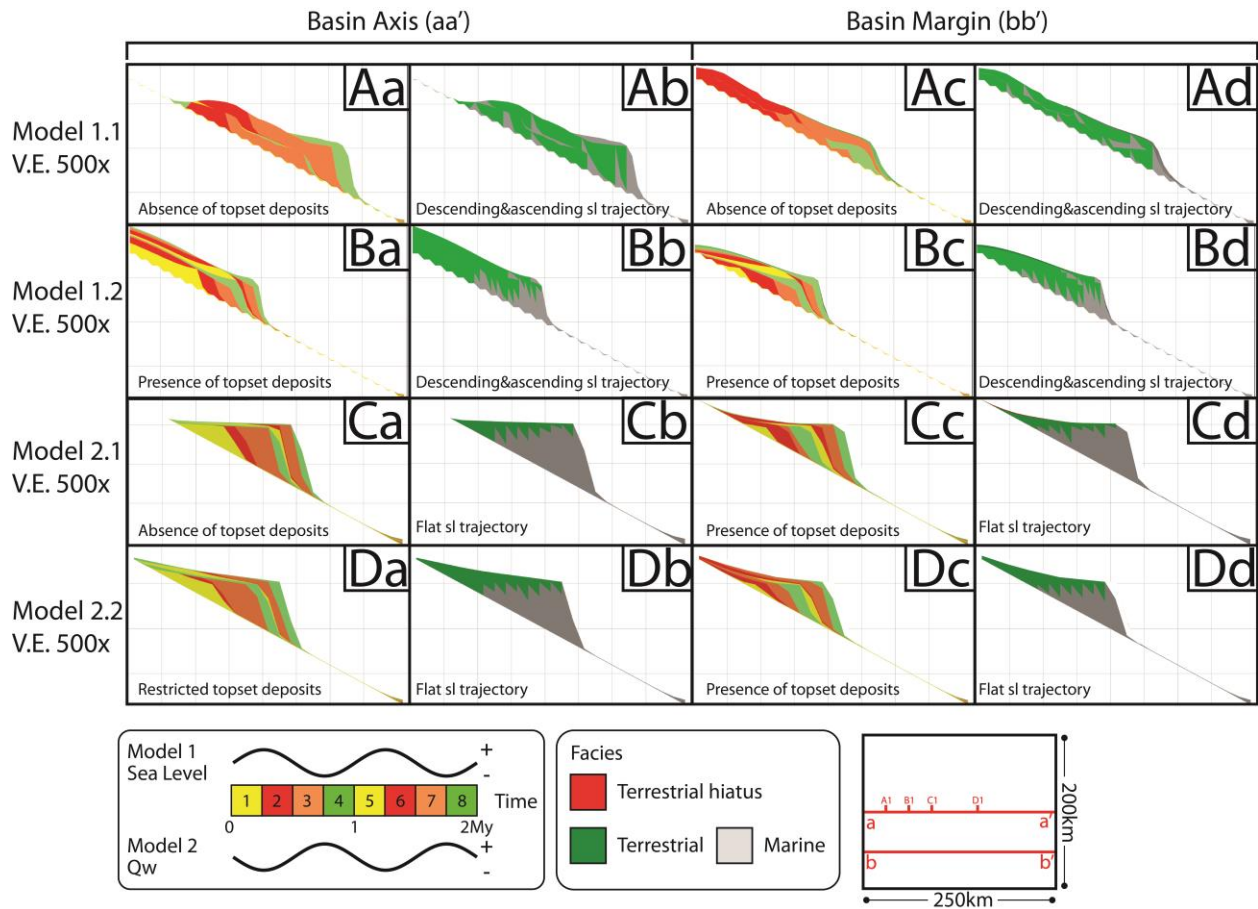 Basin Axis (aa')
Basin Margin (bb')
Model 1.1
V.E. 500x
Aa
Absence of topset deposits
Ab
Descending&ascending sl trajectory
Ac
Absence of topset deposits
Ad
Descending&ascending sl trajectory
Model 1.2
V.E. 500x
Ba
Presence of topset deposits
Bb
Descending&ascending sl trajectory
Bc
Presence of topset deposits
Bd
Descending&ascending sl trajectory
Model 2.1
V.E. 500x
Ca
Absence of topset deposits
Cb
Flat sl trajectory
Cc
Presence of topset deposits
Cd
Flat sl trajectory
Model 2.2
V.E. 500x
Da
Restricted topset deposits
Db
Flat sl trajectory
Dc
Presence of topset deposits
Dd
Flat sl trajectory
Model 1
Sea Level
+
-
1 2 3 4 5 6 7 8 Time
0 1 2My
Model 2
Qw
+
-
Facies
Terrestrial hiatus
Terrestrial
Marine
A1 B1 C1 D1
a a'
b b'
200km
250km